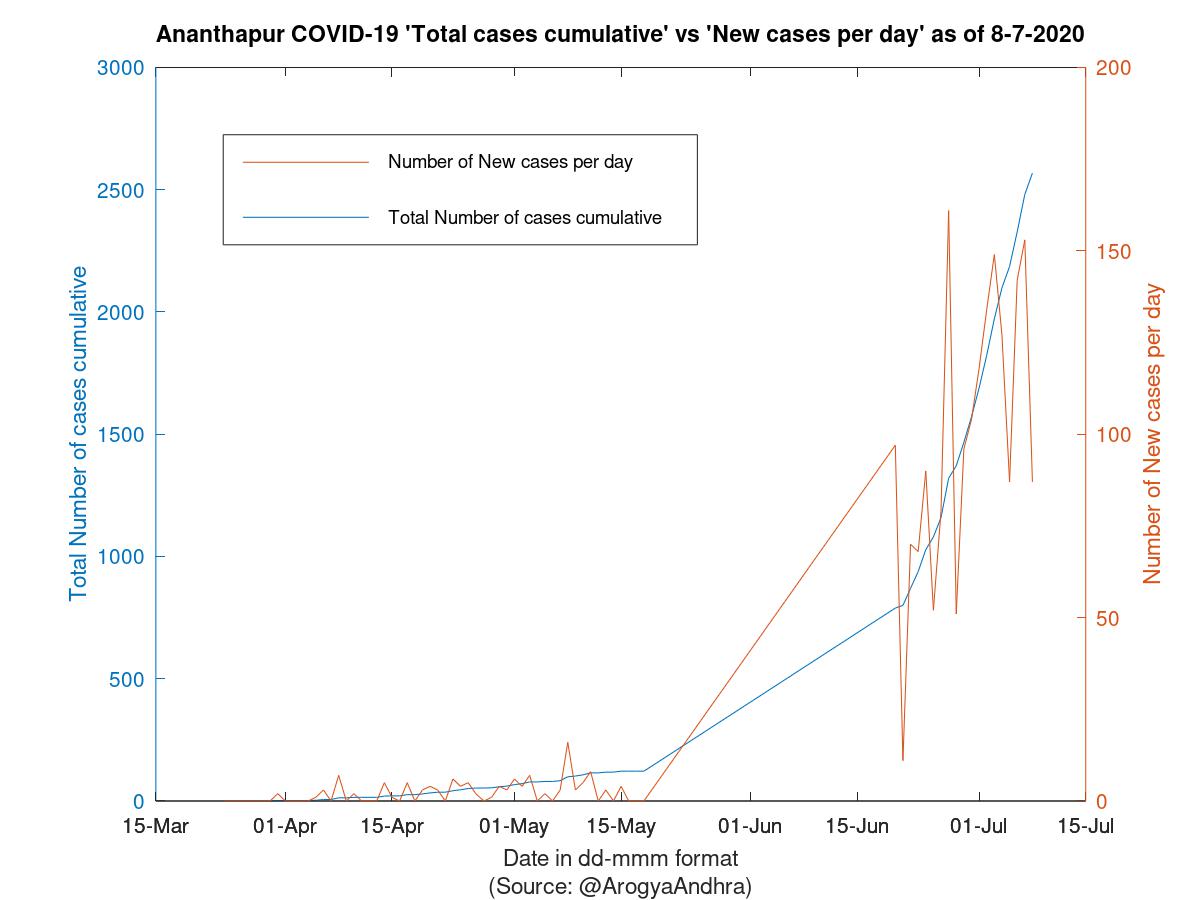 Ananthapur COVID-19 'Total cases cumulative' vs 'New cases per day' as of 8-7-2020
3000
2500
2000
1500
1000
500
0
Total Number of cases cumulative
200
150
100
50
0
Number of New cases per day
Number of New cases per day
Total Number of cases cumulative
15-Mar 01-Apr 15-Apr 01-May 15-May 01-Jun 15-Jun 01-Jul 15-Jul
Date in dd-mmm format
(Source: @ArogyaAndhra)